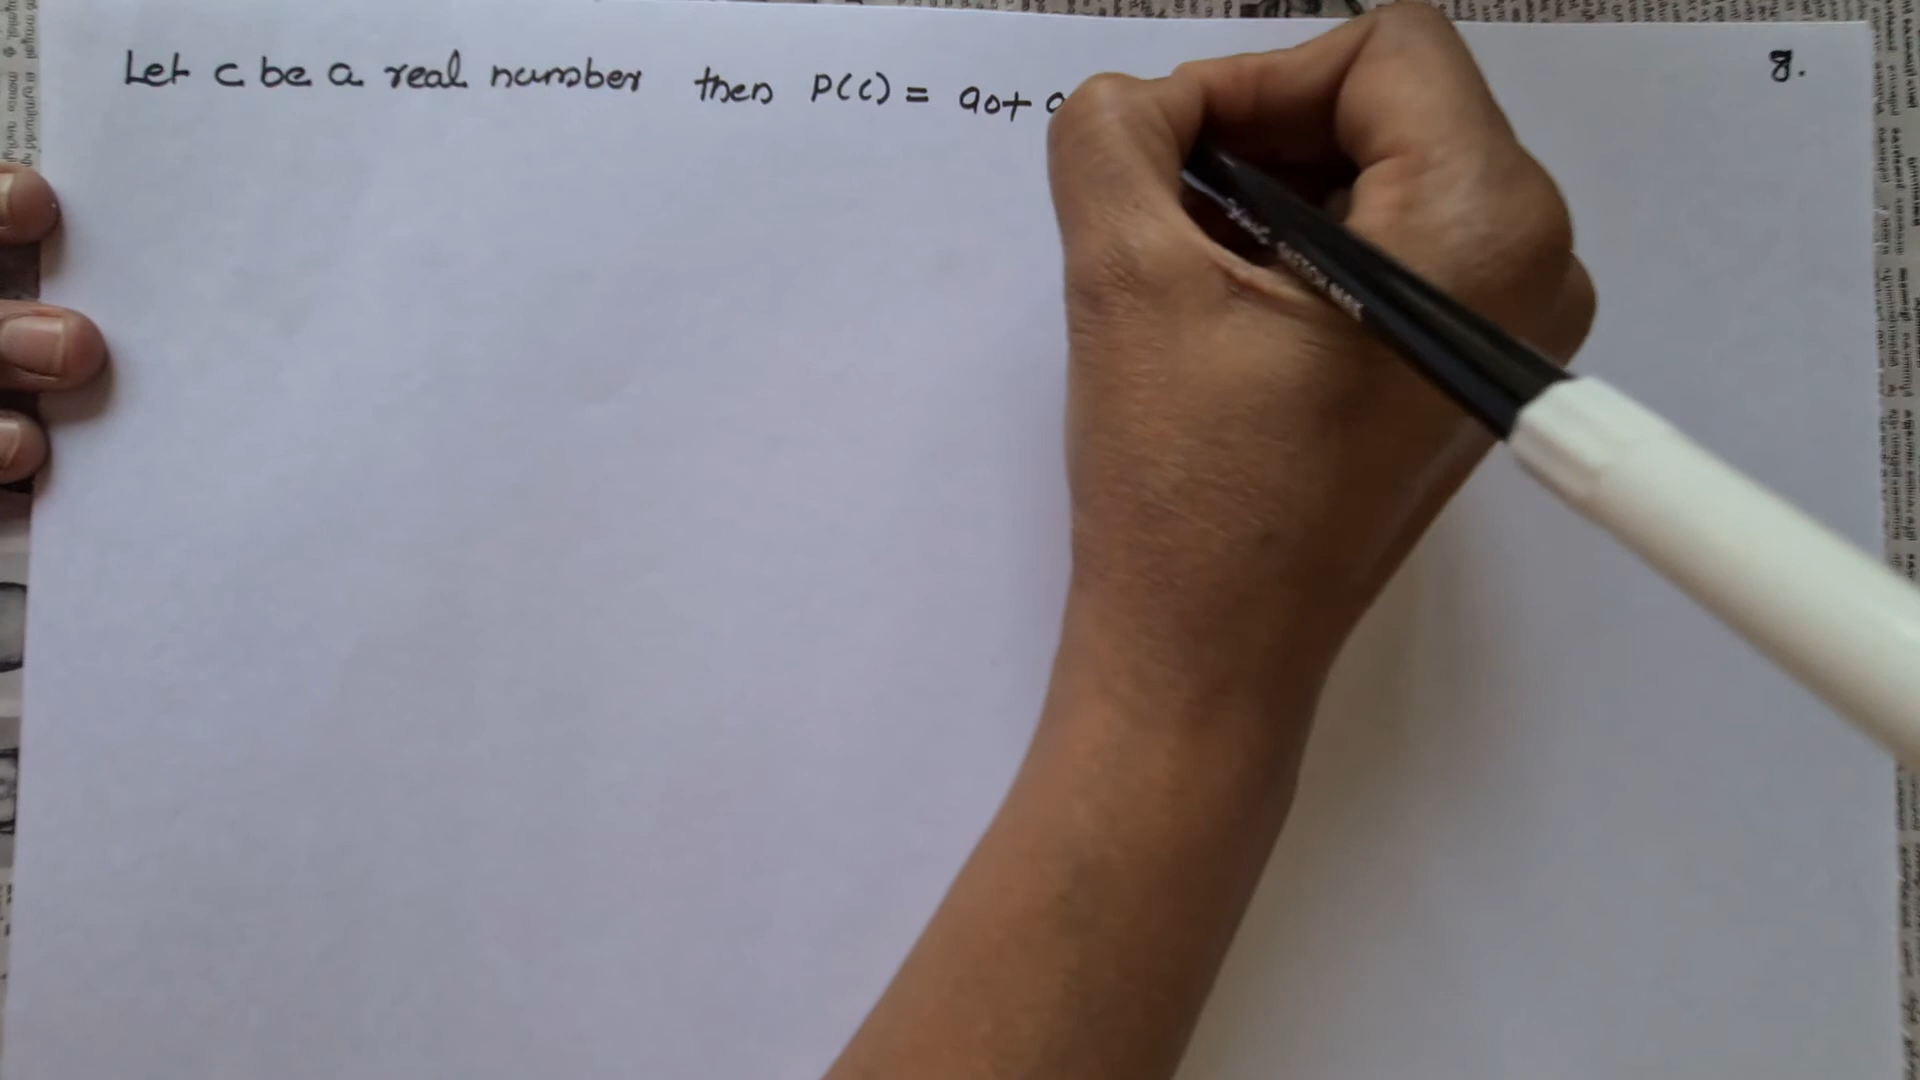 Let c be a real number then P(c) = a0+ a
8.